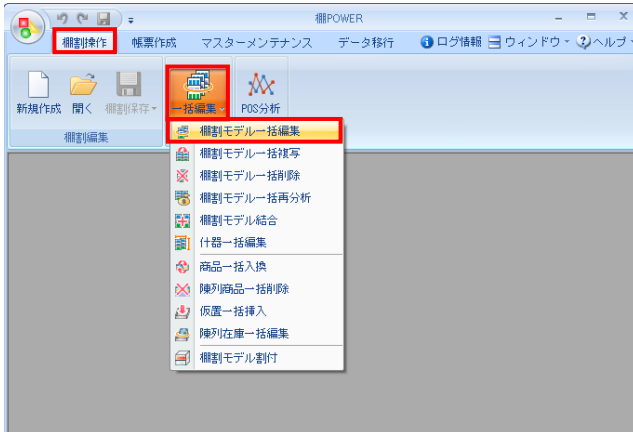 棚POWER
棚割操作 帳票作成 マスターメンテナンス データ移行 ログ情報 ウィンドウ ヘルプ
新規作成 開く 棚割保存 一括編集 POS分析
棚割編集
棚割モデル一括編集
棚割モデル一括複写
棚割モデル一括削除
棚割モデル一括再分析
棚割モデル結合
什器一括編集
商品一括入換
陳列商品一括削除
仮置一括挿入
陳列在庫一括編集
棚割モデル割付